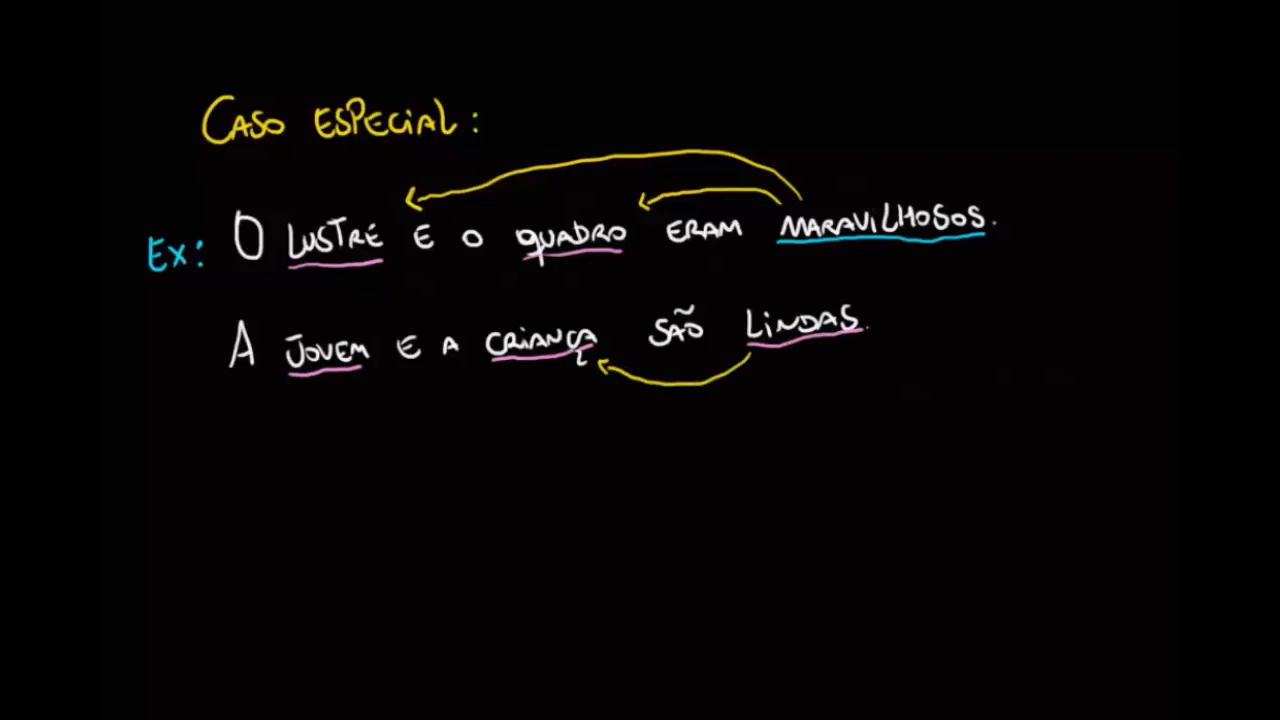 CASO ESPECIAL:
Ex: O LUSTRE E O QUADRO ERAM MARAVILHOSOS.
A JOVEM E A CRIANÇA SÃO LINDAS.